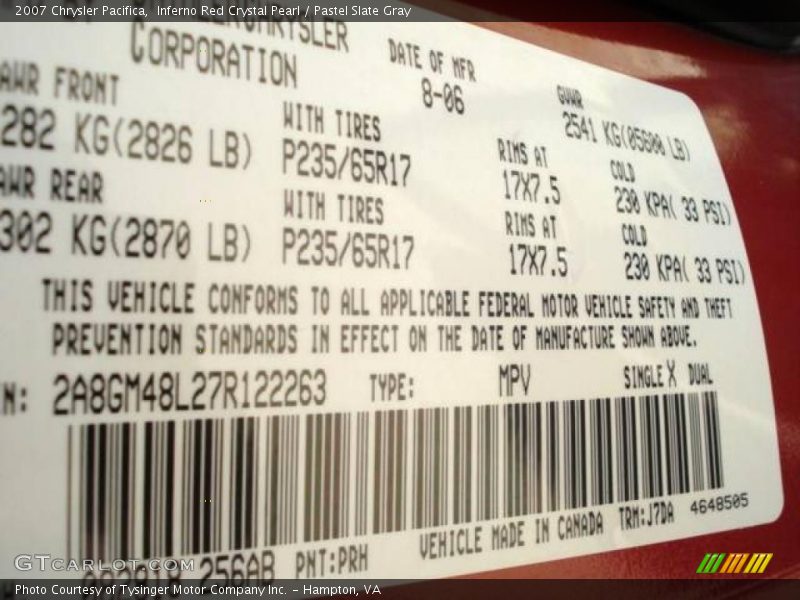 2007 Chrysler Pacifica, Inferno Red Crystal Pearl / Pastel Slate Gray
CORPORATION
DATE OF MFR
8-06
GVWR
2541 KG(05600 LB)
AWR FRONT
282 KG(2826 LB)
WITH TIRES
P235/65R17
RIMS AT
17X7.5
COLD
230 KPA( 33 PSI)
AWR REAR
302 KG(2870 LB)
WITH TIRES
P235/65R17
RIMS AT
17X7.5
COLD
230 KPA( 33 PSI)
THIS VEHICLE CONFORMS TO ALL APPLICABLE FEDERAL MOTOR VEHICLE SAFETY AND THEFT
PREVENTION STANDARDS IN EFFECT ON THE DATE OF MANUFACTURE SHOWN ABOVE.
N: 2A8GM48L27R122263 TYPE: MPV SINGLE X DUAL
256AB PNT:PRH VEHICLE MADE IN CANADA TRM:J7DA 4648505
GTcarlot.com
Photo Courtesy of Tysinger Motor Company Inc. - Hampton, VA